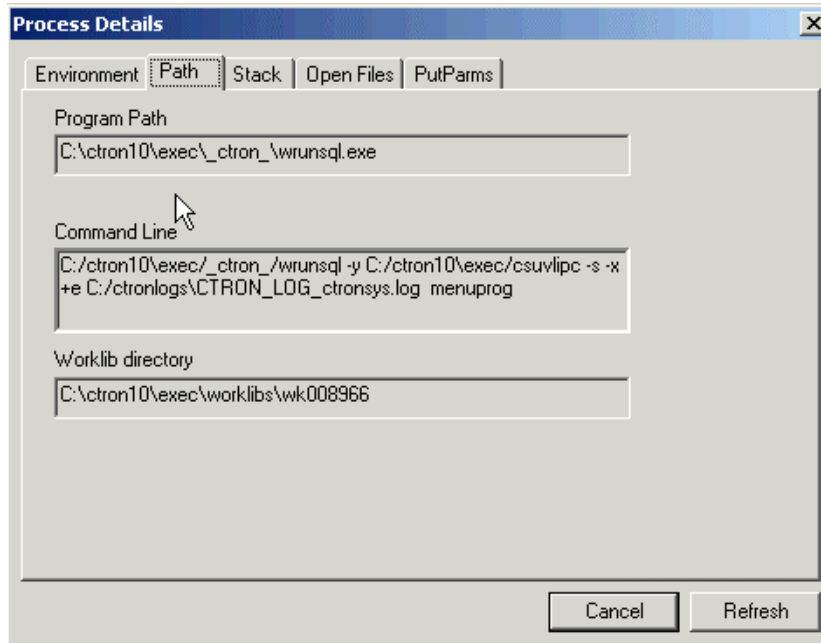 Process Details
Environment Path Stack Open Files PutParms
Program Path
C:\ctron10\exec\_ctron_\wrunsql.exe
Command Line
C:/ctron10\exec/_ctron_/wrunsql -y C:/ctron10\exec/csuvlipc -s -x
+e C:/ctronlogs\CTRON_LOG_ctronsys.log menuprog
Worklib directory
C:\ctron10\exec\worklibs\wk008966
Cancel Refresh